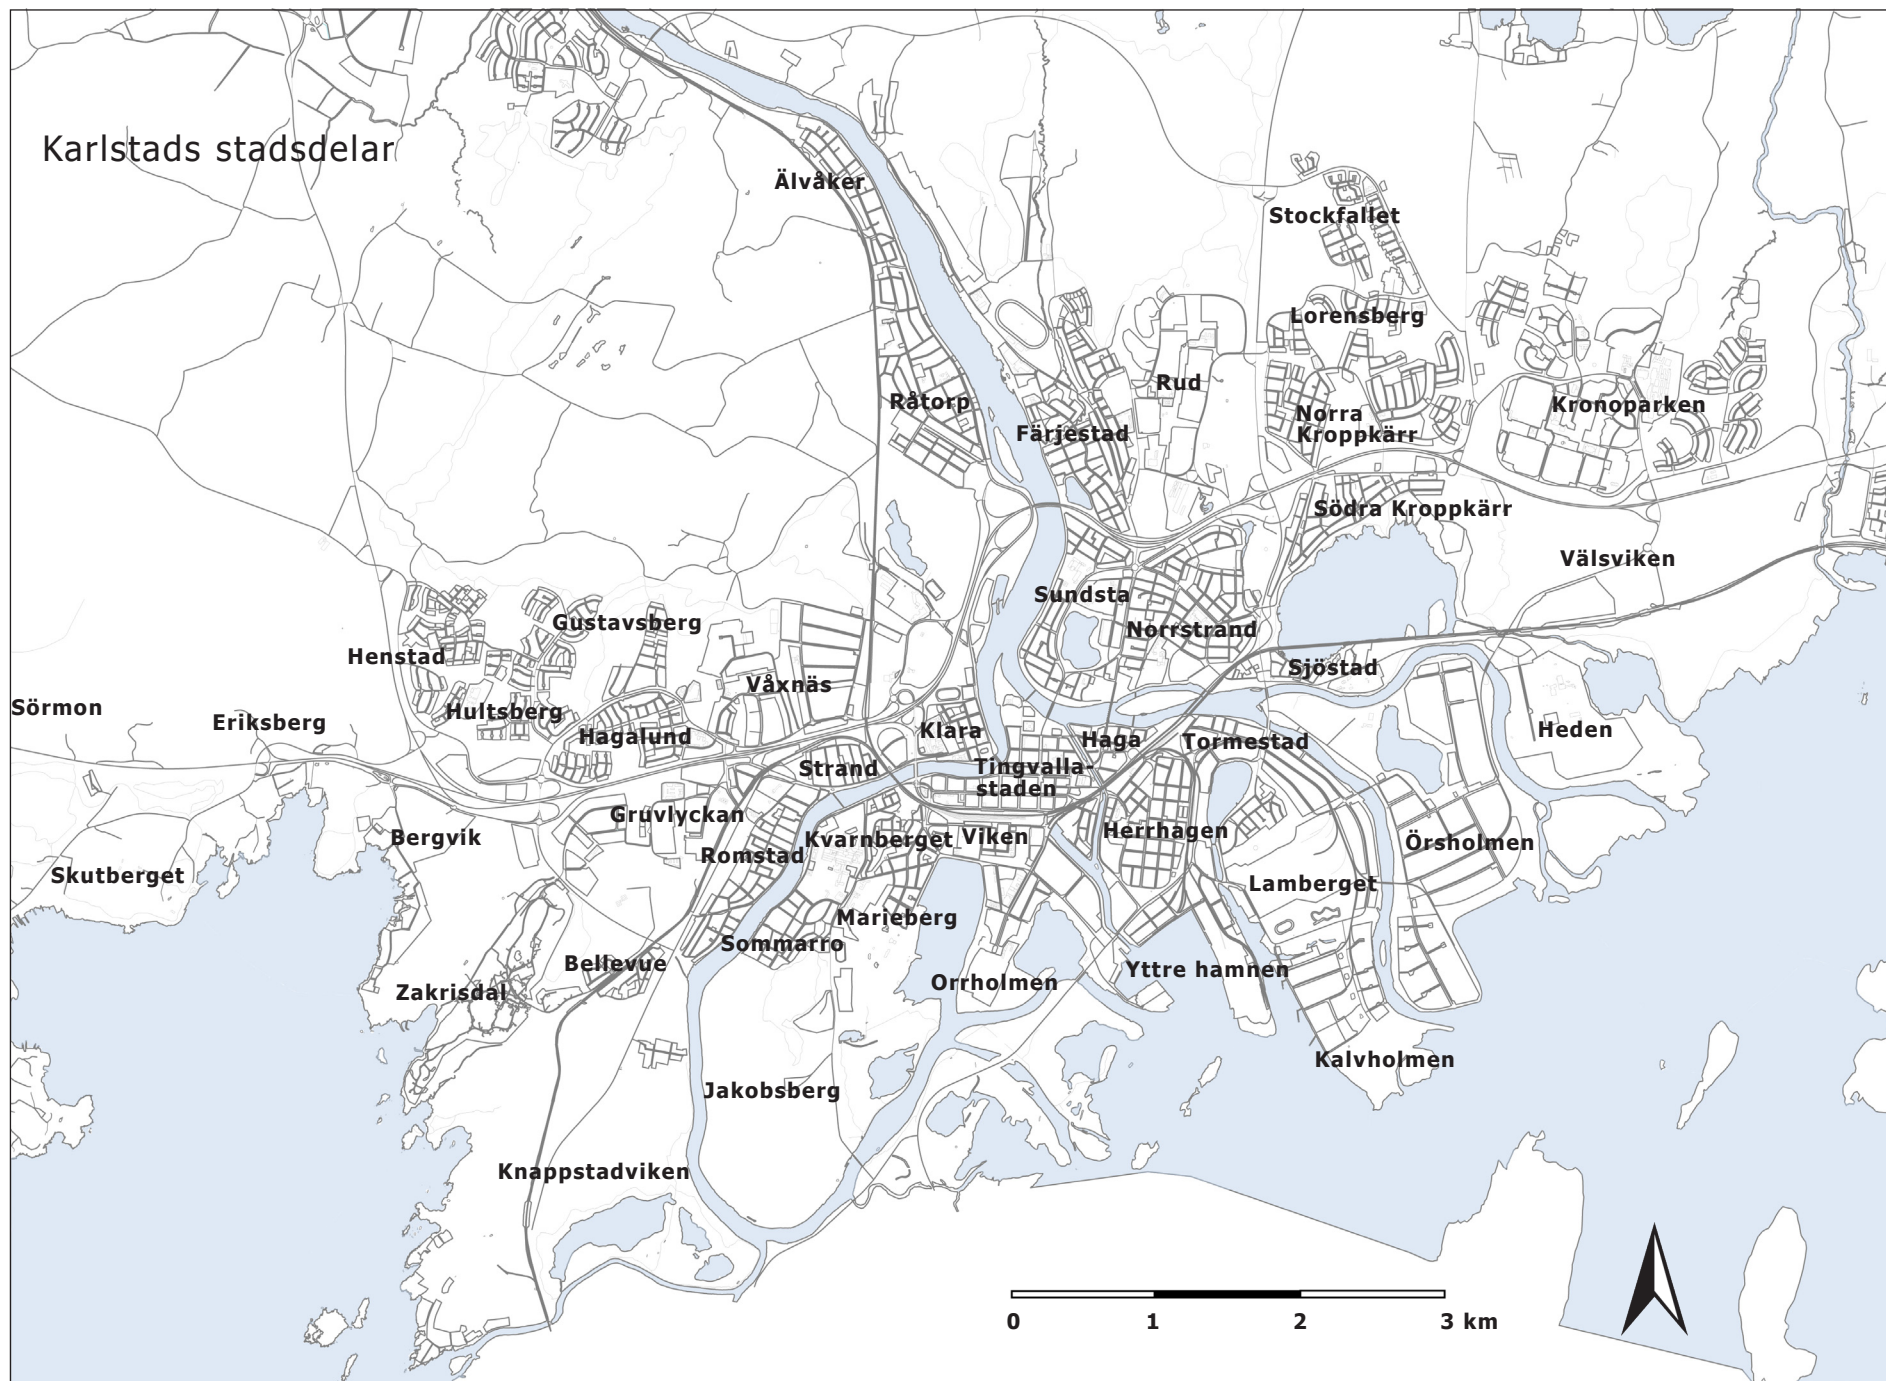 Karlstads stadsdelar
Älvåker
Stockfallet
Lorensberg
Rud
Råtorp
Färjestad
Norra
Kroppkärr
Kronoparken
Södra Kroppkärr
Välsviken
Sundsta
Gustavsberg
Norrstrand
Henstad
Sjöstad
Våxnäs
Sörmon
Eriksberg
Hultsberg
Hagalund
Klara
Haga
Tormestad
Heden
Strand
Tingvalla-
staden
Gruvlyckan
Bergvik
Kvarnberget
Viken
Herrhagen
Örsholmen
Romstad
Skutberget
Lamberget
Marieberg
Sommarro
Bellevue
Zakrisdal
Orrholmen
Yttre hamnen
Kalvholmen
Jakobsberg
Knappstadviken
0 1 2 3 km